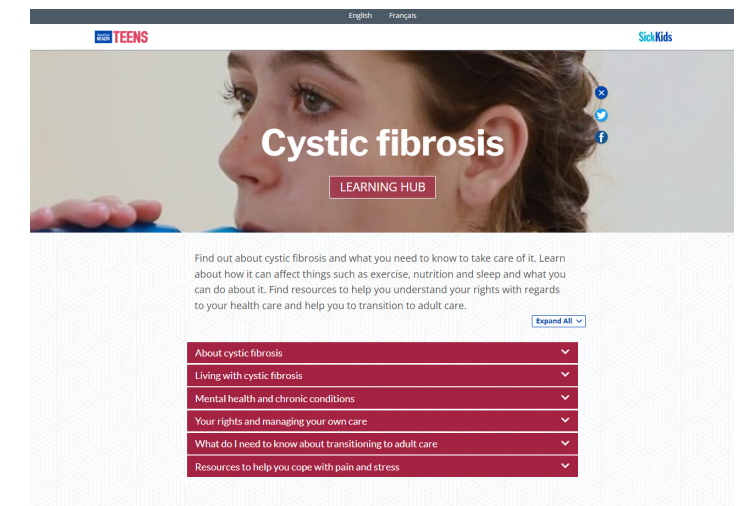 English Français
TEENS
SickKids
Cystic fibrosis
LEARNING HUB
Find out about cystic fibrosis and what you need to know to take care of it. Learn
about how it can affect things such as exercise, nutrition and sleep and what you
can do about it. Find resources to help you understand your rights with regards
to your health care and help you to transition to adult care.
Expand All
About cystic fibrosis
Living with cystic fibrosis
Mental health and chronic conditions
Your rights and managing your own care
What do I need to know about transitioning to adult care
Resources to help you cope with pain and stress